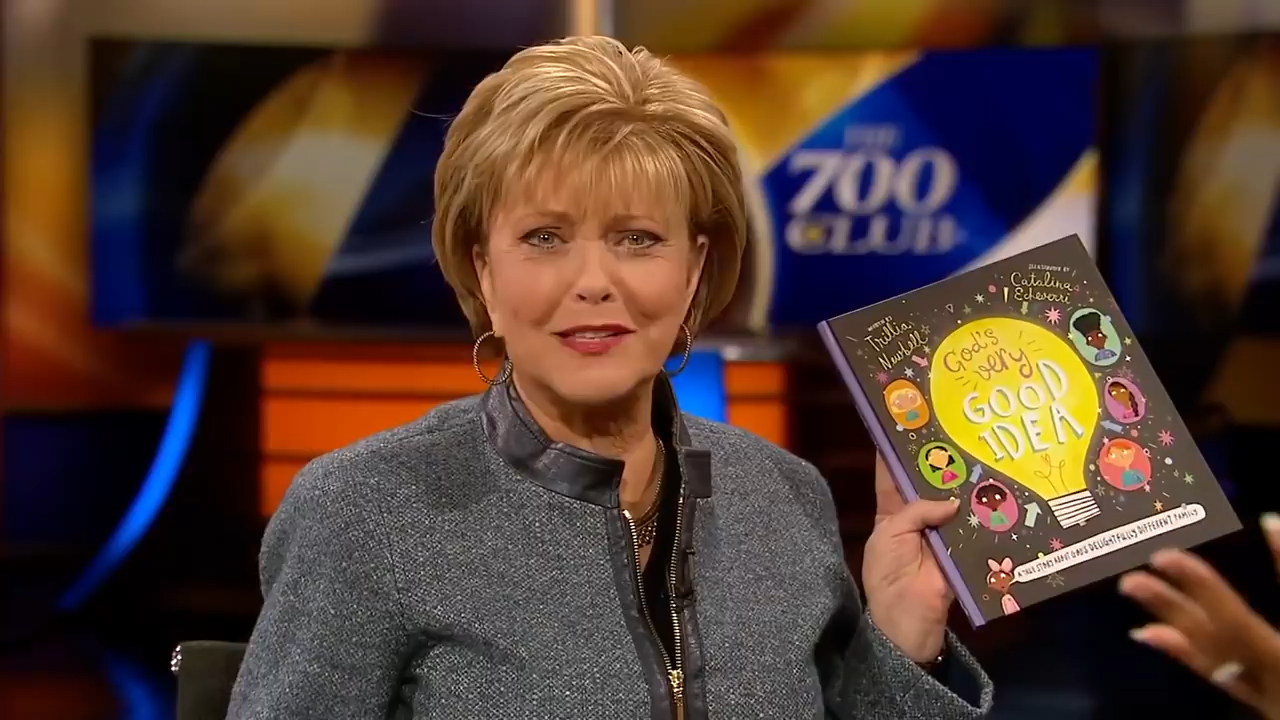 THE
700
CLUB
ILLUSTRATED BY
Catalina
Echeverri
WRITTEN BY
Trillia
Newbell
God's
very
GOOD
IDEA
A TRUE STORY ABOUT GOD'S DELIGHTFULLY DIFFERENT FAMILY